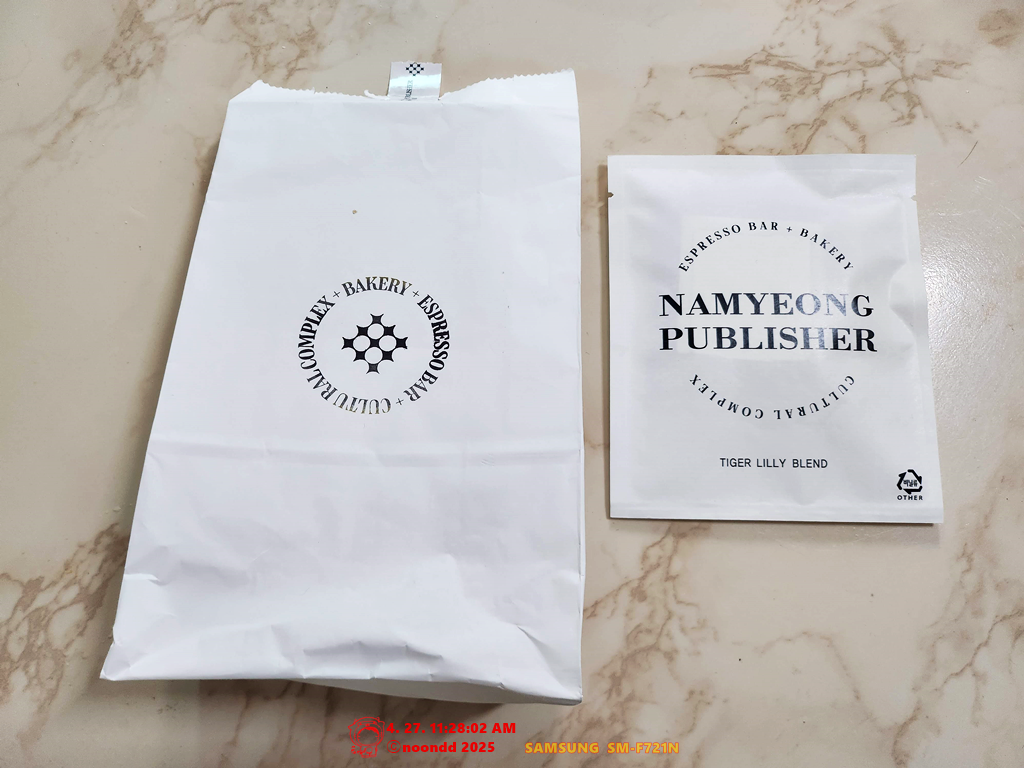 PUBLISHER
BAKERY + ESPRESSO BAR + CULTURAL COMPLEX +
ESPRESSO BAR + BAKERY
NAMYEONG
PUBLISHER
CULTURAL COMPLEX
TIGER LILLY BLEND
OTHER
4. 27. 11:28:02 AM
©noondd 2025
SAMSUNG SM-F721N